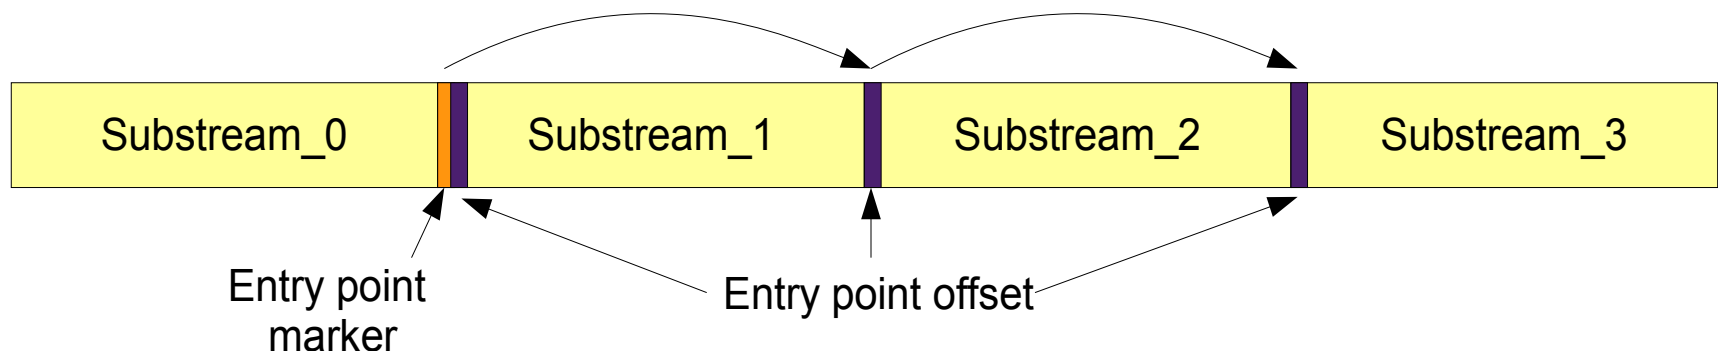 Substream_0
Substream_1
Substream_2
Substream_3
Entry point
marker
Entry point offset